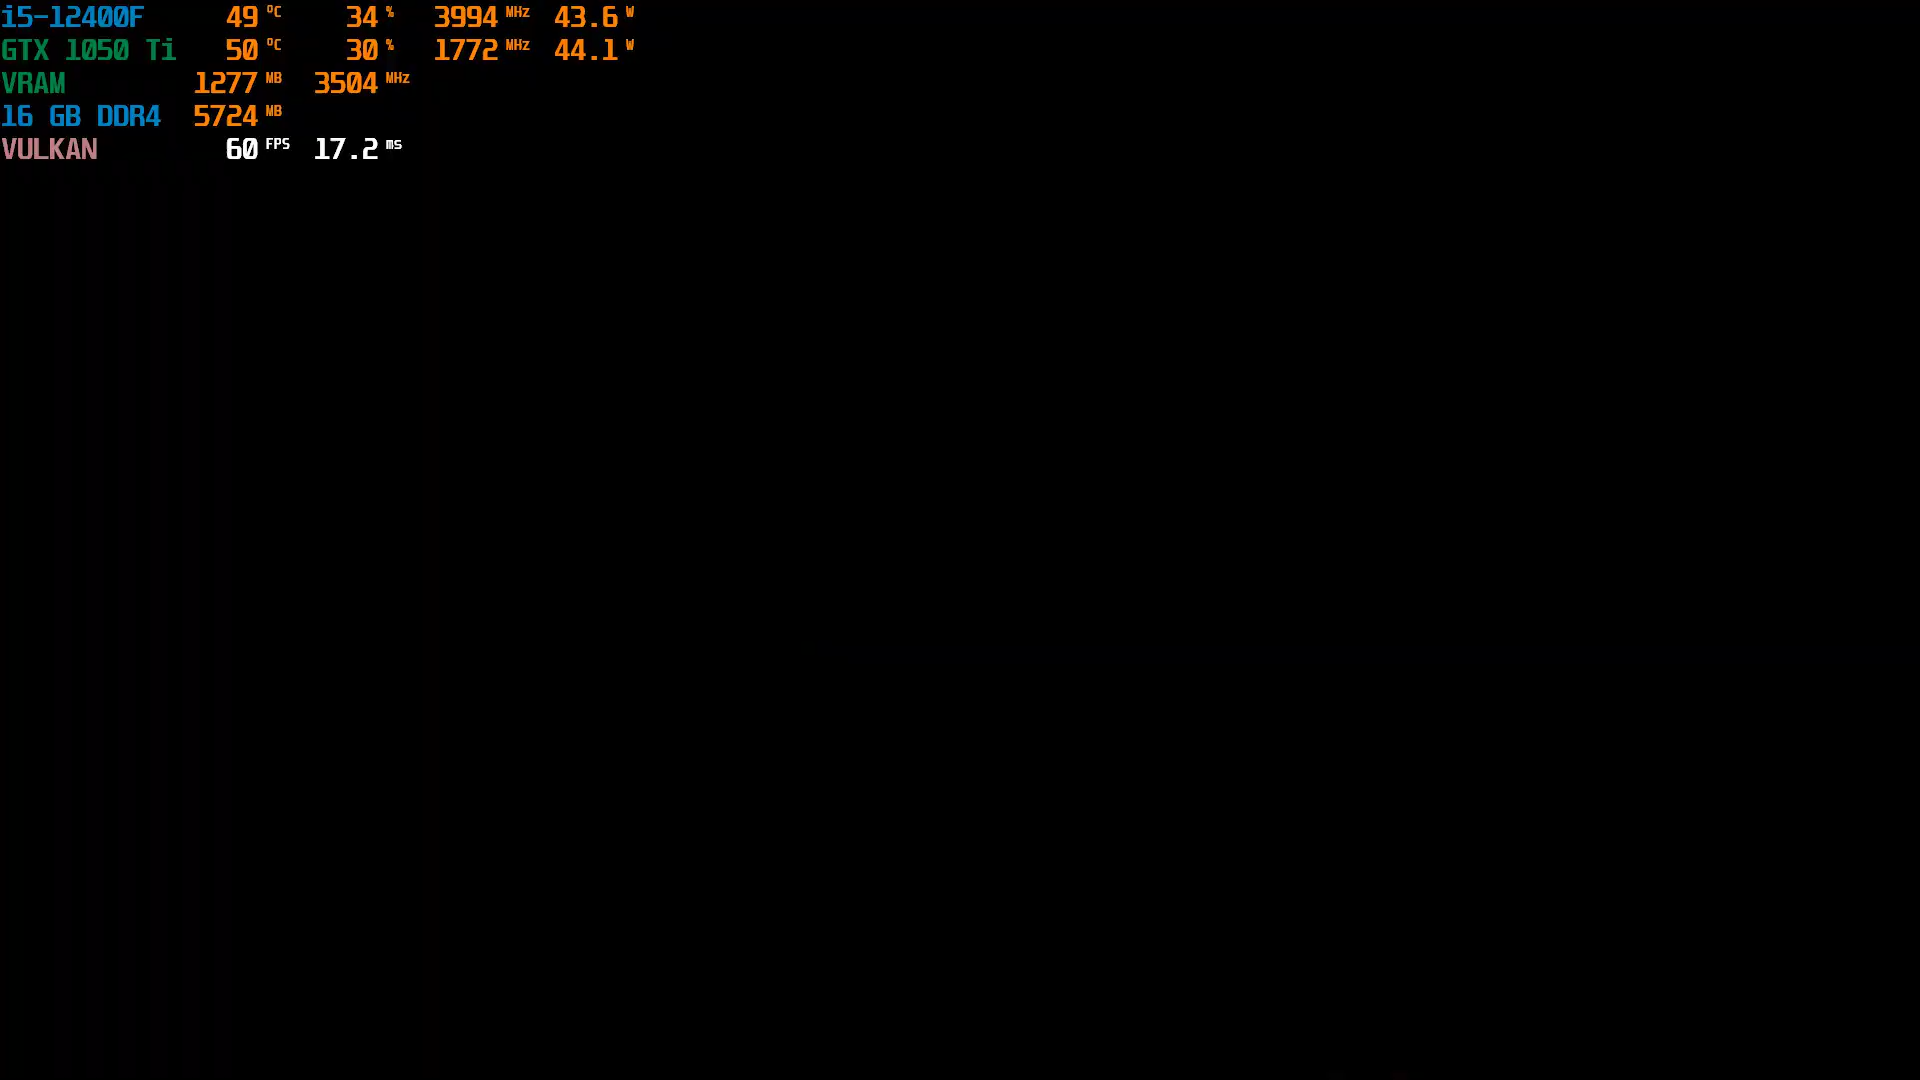 i5-12400F 49 °C 34 % 3994 MHz 43.6 W
GTX 1050 Ti 50 °C 30 % 1772 MHz 44.1 W
VRAM 1277 MB 3504 MHz
16 GB DDR4 5724 MB
VULKAN 60 FPS 17.2 ms